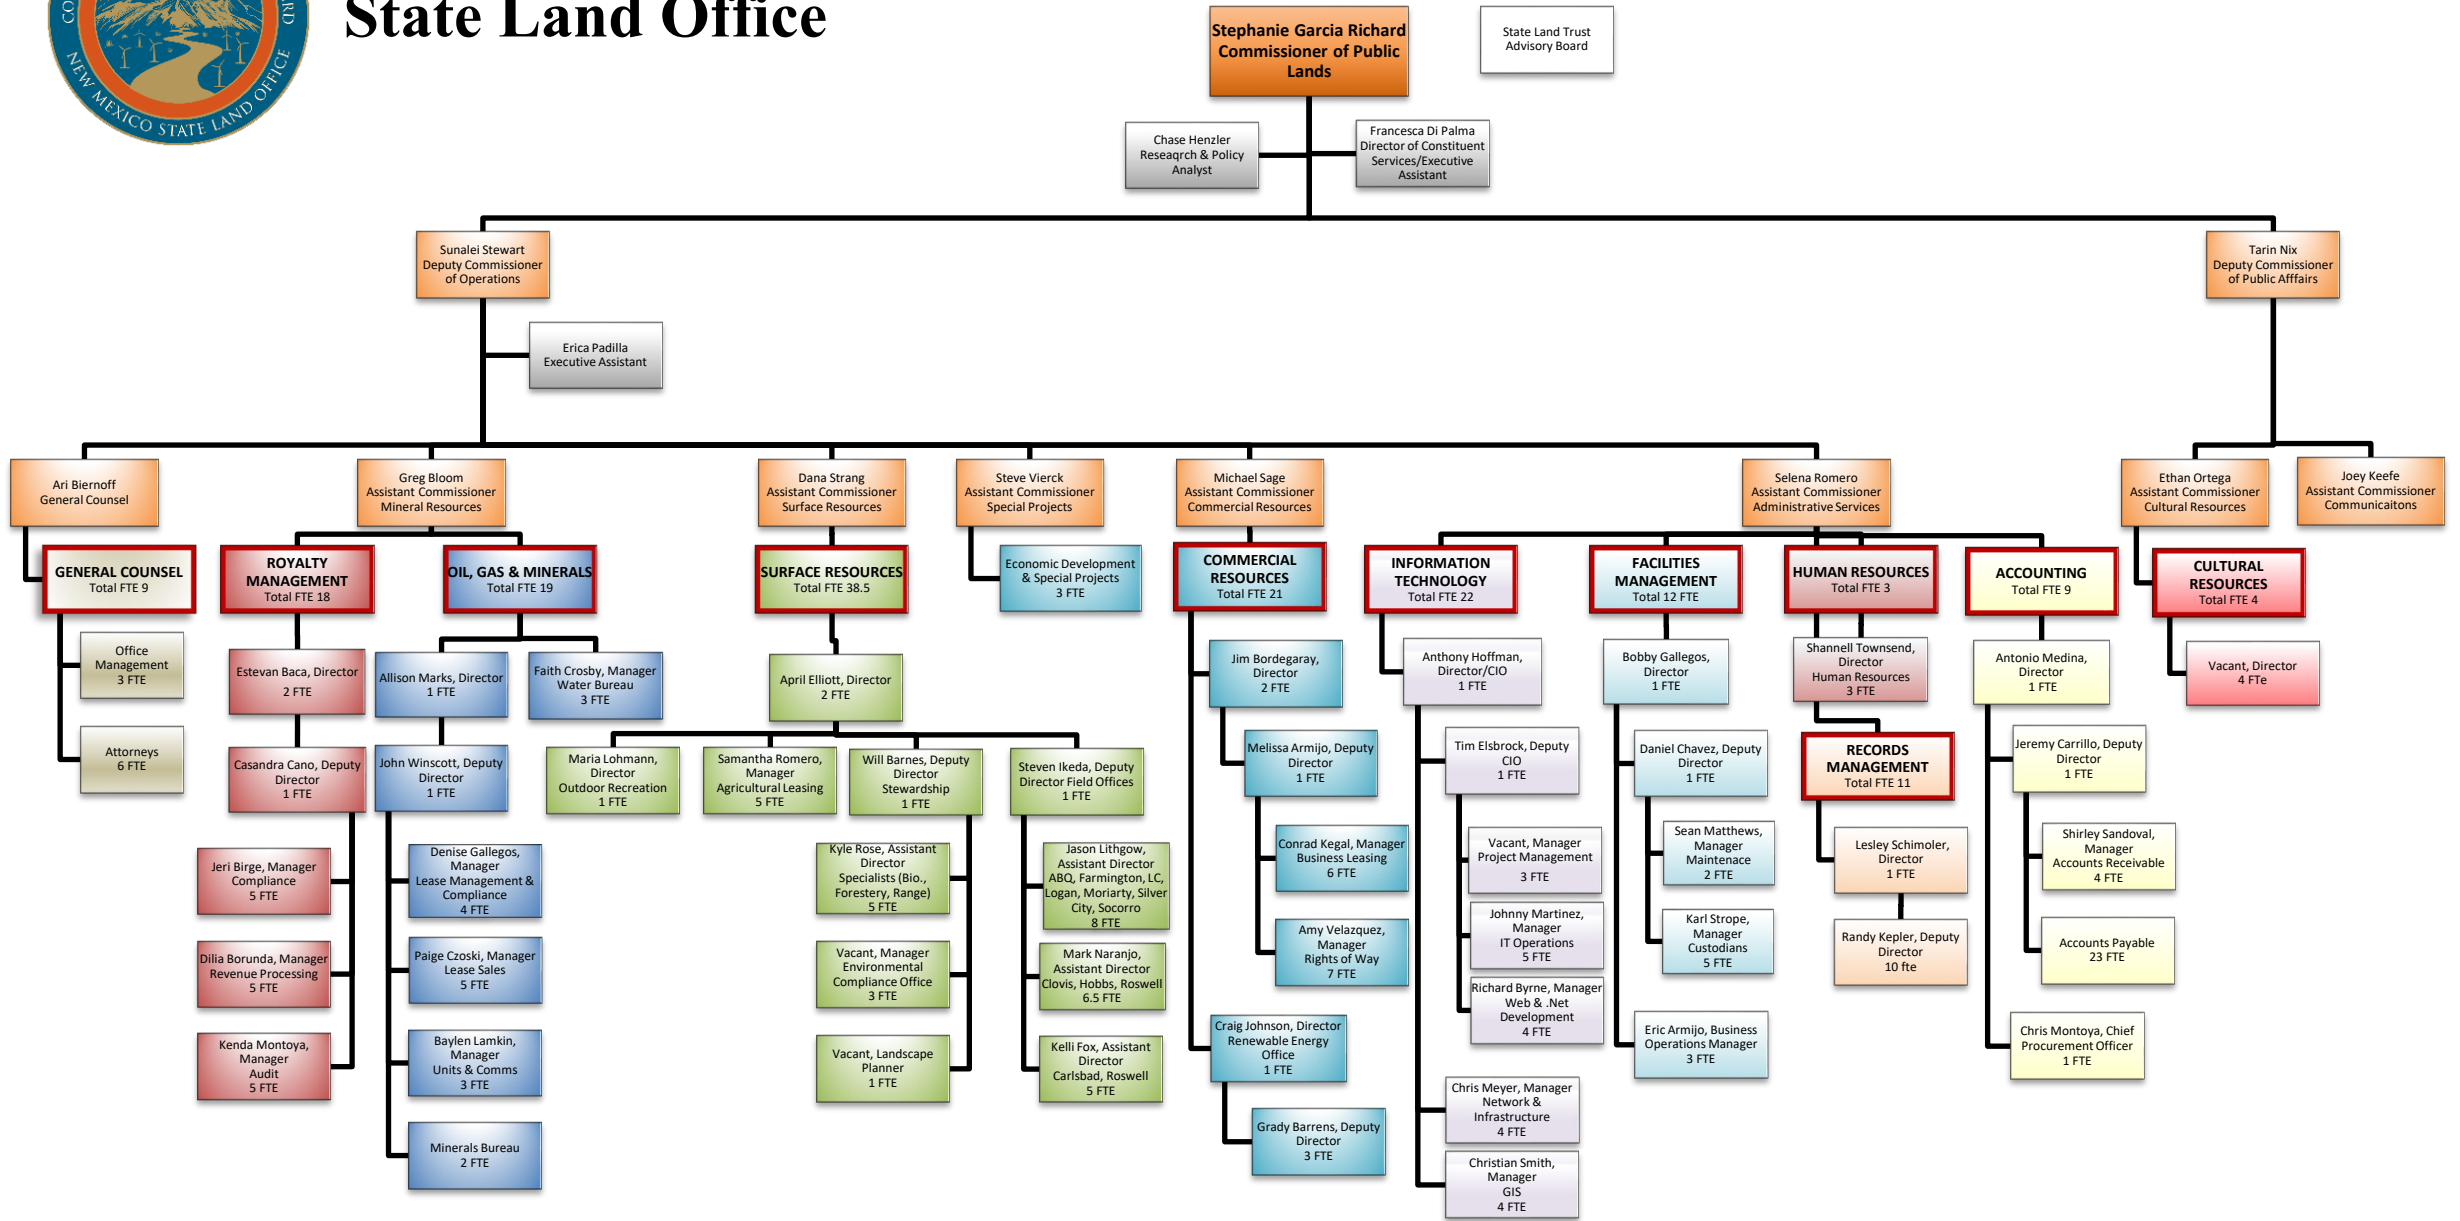 State Land Office
NEW MEXICO STATE LAND OFFICE
Stephanie Garcia Richard
Commissioner of Public
Lands
State Land Trust
Advisory Board
Chase Henzler
Reseaqrch & Policy
Analyst
Francesca Di Palma
Director of Constituent
Services/Executive
Assistant
Sunalei Stewart
Deputy Commissioner
of Operations
Tarin Nix
Deputy Commissioner
of Public Afffairs
Erica Padilla
Executive Assistant
Ari Biernoff
General Counsel
Greg Bloom
Assistant Commissioner
Mineral Resources
Dana Strang
Assistant Commissioner
Surface Resources
Steve Vierck
Assistant Commissioner
Special Projects
Michael Sage
Assistant Commissioner
Commercial Resources
Selena Romero
Assistant Commissioner
Administrative Services
Ethan Ortega
Assistant Commissioner
Cultural Resources
Joey Keefe
Assistant Commissioner
Communicaitons
GENERAL COUNSEL
Total FTE 9
ROYALTY
MANAGEMENT
Total FTE 18
OIL, GAS & MINERALS
Total FTE 19
SURFACE RESOURCES
Total FTE 38.5
Economic Development
& Special Projects
3 FTE
COMMERCIAL
RESOURCES
Total FTE 21
INFORMATION
TECHNOLOGY
Total FTE 22
FACILITIES
MANAGEMENT
Total 12 FTE
HUMAN RESOURCES
Total FTE 3
ACCOUNTING
Total FTE 9
CULTURAL
RESOURCES
Total FTE 4
Office
Management
3 FTE
Attorneys
6 FTE
Estevan Baca, Director
2 FTE
Casandra Cano, Deputy
Director
1 FTE
Jeri Birge, Manager
Compliance
5 FTE
Dilia Borunda, Manager
Revenue Processing
5 FTE
Kenda Montoya,
Manager
Audit
5 FTE
Allison Marks, Director
1 FTE
Faith Crosby, Manager
Water Bureau
3 FTE
John Winscott, Deputy
Director
1 FTE
Denise Gallegos,
Manager
Lease Management &
Compliance
4 FTE
Paige Czoski, Manager
Lease Sales
5 FTE
Baylen Lamkin,
Manager
Units & Comms
3 FTE
Minerals Bureau
2 FTE
April Elliott, Director
2 FTE
Maria Lohmann,
Director
Outdoor Recreation
1 FTE
Samantha Romero,
Manager
Agricultural Leasing
5 FTE
Will Barnes, Deputy
Director
Stewardship
1 FTE
Steven Ikeda, Deputy
Director Field Offices
1 FTE
Kyle Rose, Assistant
Director
Specialists (Bio.,
Forestery, Range)
5 FTE
Vacant, Manager
Environmental
Compliance Office
3 FTE
Vacant, Landscape
Planner
1 FTE
Jason Lithgow,
Assistant Director
ABQ, Farmington, LC,
Logan, Moriarty, Silver
City, Socorro
8 FTE
Mark Naranjo,
Assistant Director
Clovis, Hobbs, Roswell
6.5 FTE
Kelli Fox, Assistant
Director
Carlsbad, Roswell
5 FTE
Jim Bordegaray,
Director
2 FTE
Melissa Armijo, Deputy
Director
1 FTE
Conrad Kegal, Manager
Business Leasing
6 FTE
Amy Velazquez,
Manager
Rights of Way
7 FTE
Craig Johnson, Director
Renewable Energy
Office
1 FTE
Grady Barrens, Deputy
Director
3 FTE
Anthony Hoffman,
Director/CIO
1 FTE
Tim Elsbrock, Deputy
CIO
1 FTE
Vacant, Manager
Project Management
3 FTE
Johnny Martinez,
Manager
IT Operations
5 FTE
Richard Byrne, Manager
Web & .Net
Development
4 FTE
Chris Meyer, Manager
Network &
Infrastructure
4 FTE
Christian Smith,
Manager
GIS
4 FTE
Bobby Gallegos,
Director
1 FTE
Daniel Chavez, Deputy
Director
1 FTE
Sean Matthews,
Manager
Maintenace
2 FTE
Karl Strope,
Manager
Custodians
5 FTE
Eric Armijo, Business
Operations Manager
3 FTE
Shannell Townsend,
Director
Human Resources
3 FTE
RECORDS
MANAGEMENT
Total FTE 11
Lesley Schimoler,
Director
1 FTE
Randy Kepler, Deputy
Director
10 fte
Antonio Medina,
Director
1 FTE
Jeremy Carrillo, Deputy
Director
1 FTE
Shirley Sandoval,
Manager
Accounts Receivable
4 FTE
Accounts Payable
23 FTE
Chris Montoya, Chief
Procurement Officer
1 FTE
Vacant, Director
4 FTe